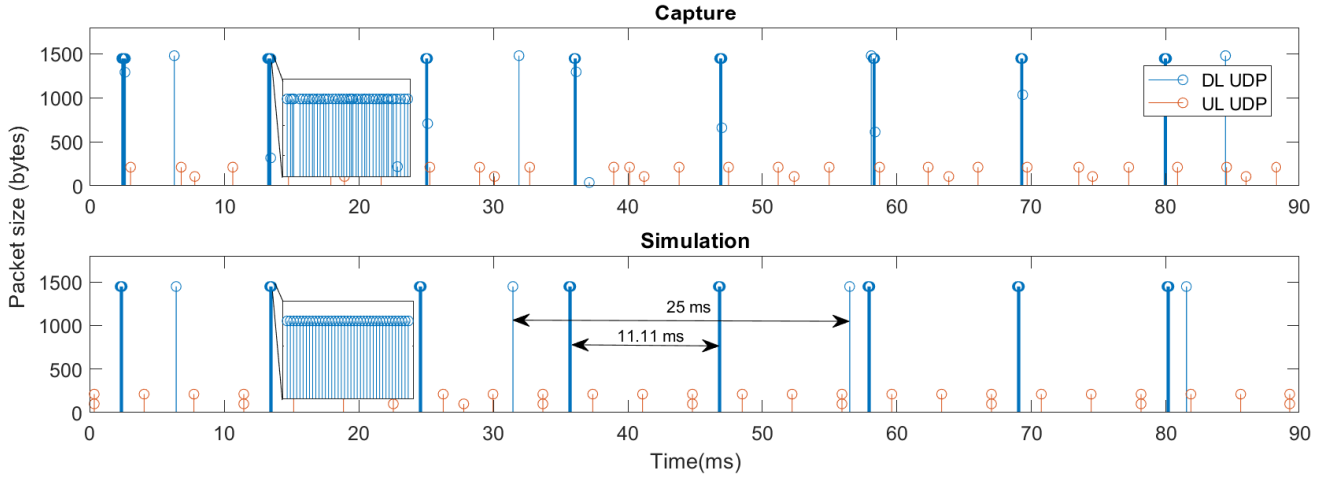 Capture
1500
1000
500
0
0 10 20 30 40 50 60 70 80 90
DL UDP
UL UDP
Packet size (bytes)
Simulation
1500
1000
500
0
25 ms
11.11 ms
0 10 20 30 40 50 60 70 80 90
Time(ms)